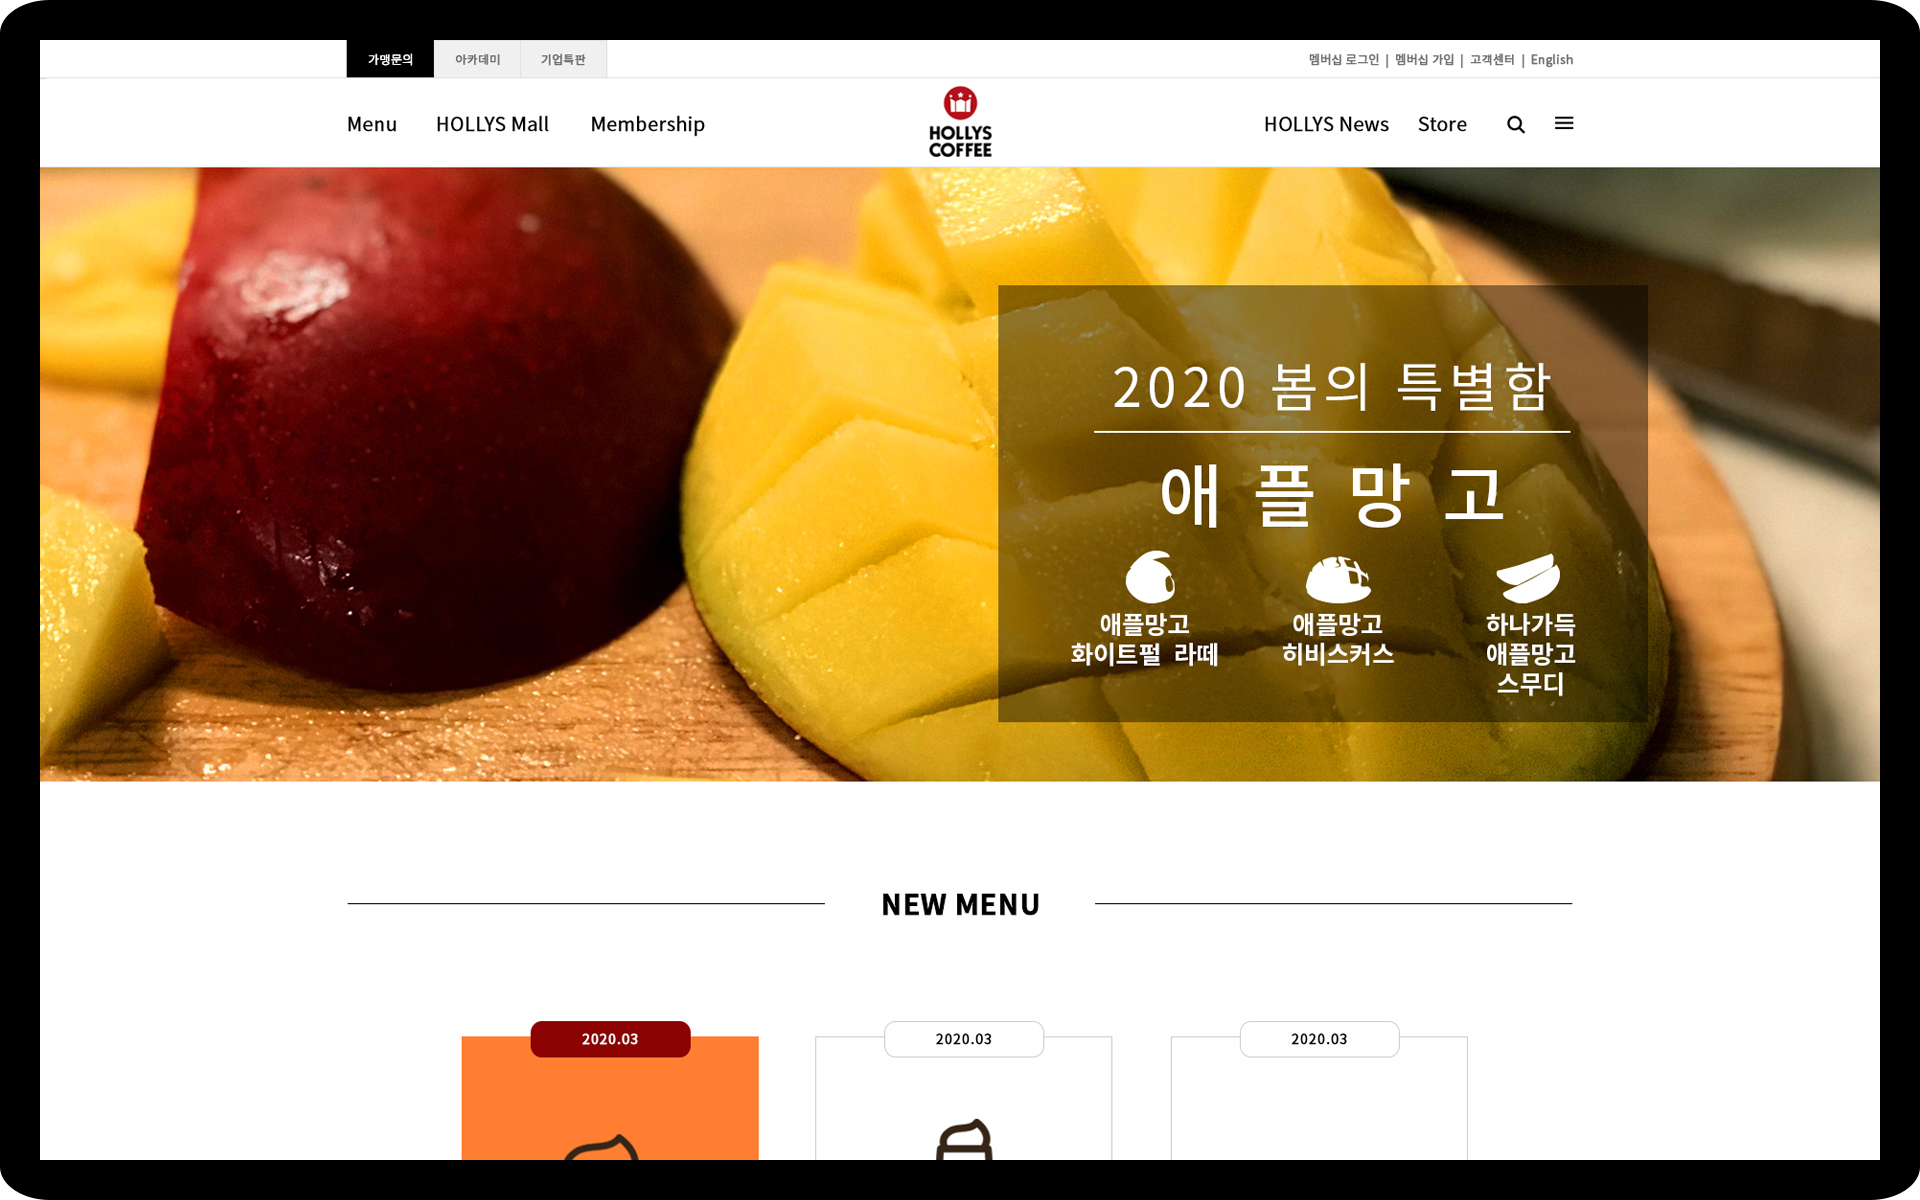 가맹문의 아카데미 기업특판 멤버십 로그인 | 멤버십 가입 | 고객센터 | English
Menu HOLLYS Mall Membership
HOLLYS
COFFEE
HOLLYS News Store
2020 봄의 특별함
애플망고
애플망고
화이트펄 라떼
애플망고
히비스커스
하나가득
애플망고
스무디
NEW MENU
2020.03 2020.03 2020.03